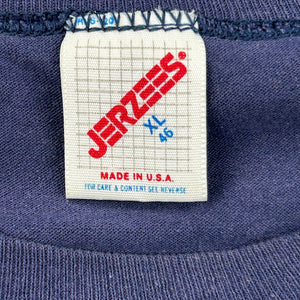 JERZEES®
XL
46
MADE IN U.S.A.
FOR CARE & CONTENT SEE REVERSE